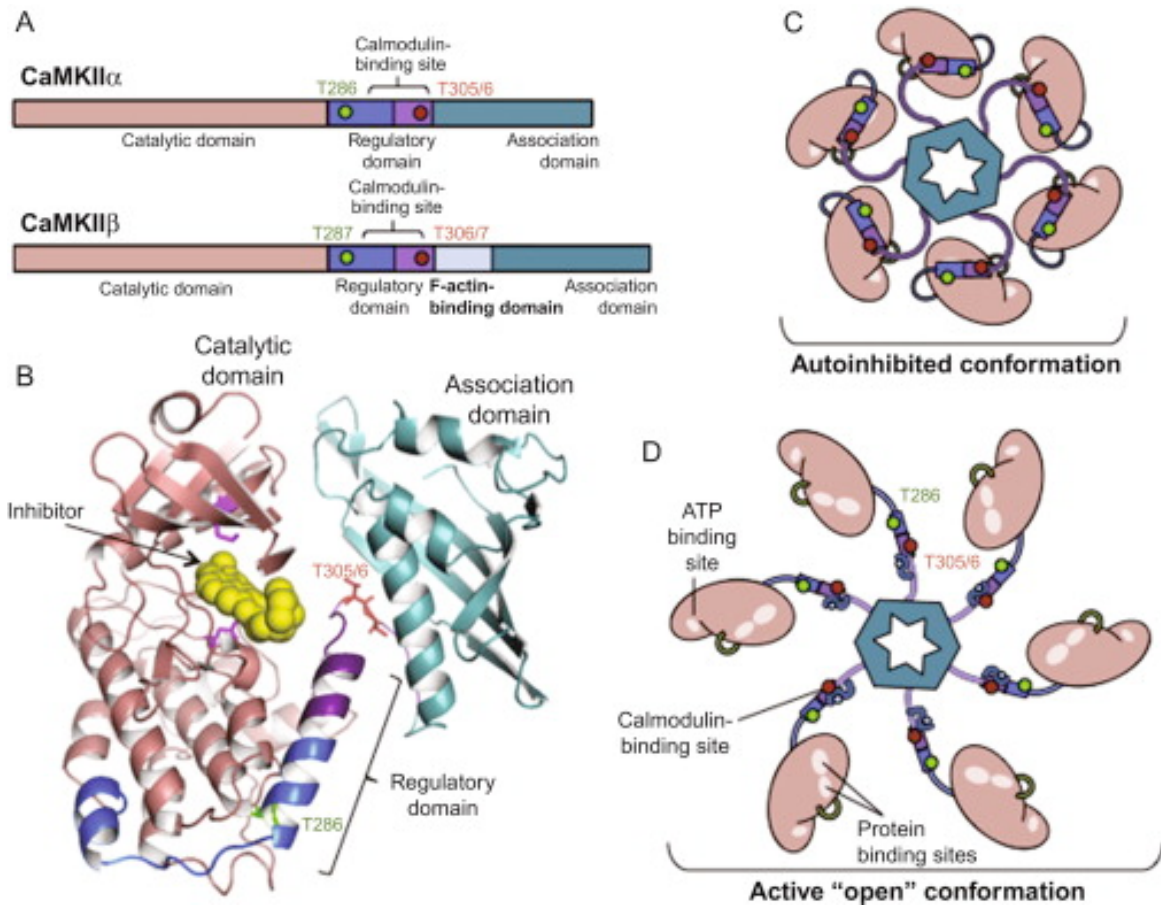 A
CaMKIIα
Calmodulin-
binding site
T286
T305/6
Catalytic domain
Regulatory
domain
Association
domain
CaMKIIβ
Calmodulin-
binding site
T287
T306/7
Catalytic domain
Regulatory
domain
F-actin-
binding domain
Association
domain
B
Catalytic
domain
Association
domain
Inhibitor
T305/6
Regulatory
domain
T286
C
Autoinhibited conformation
D
T286
ATP
binding
site
T305/6
Calmodulin-
binding site
Protein
binding sites
Active “open” conformation